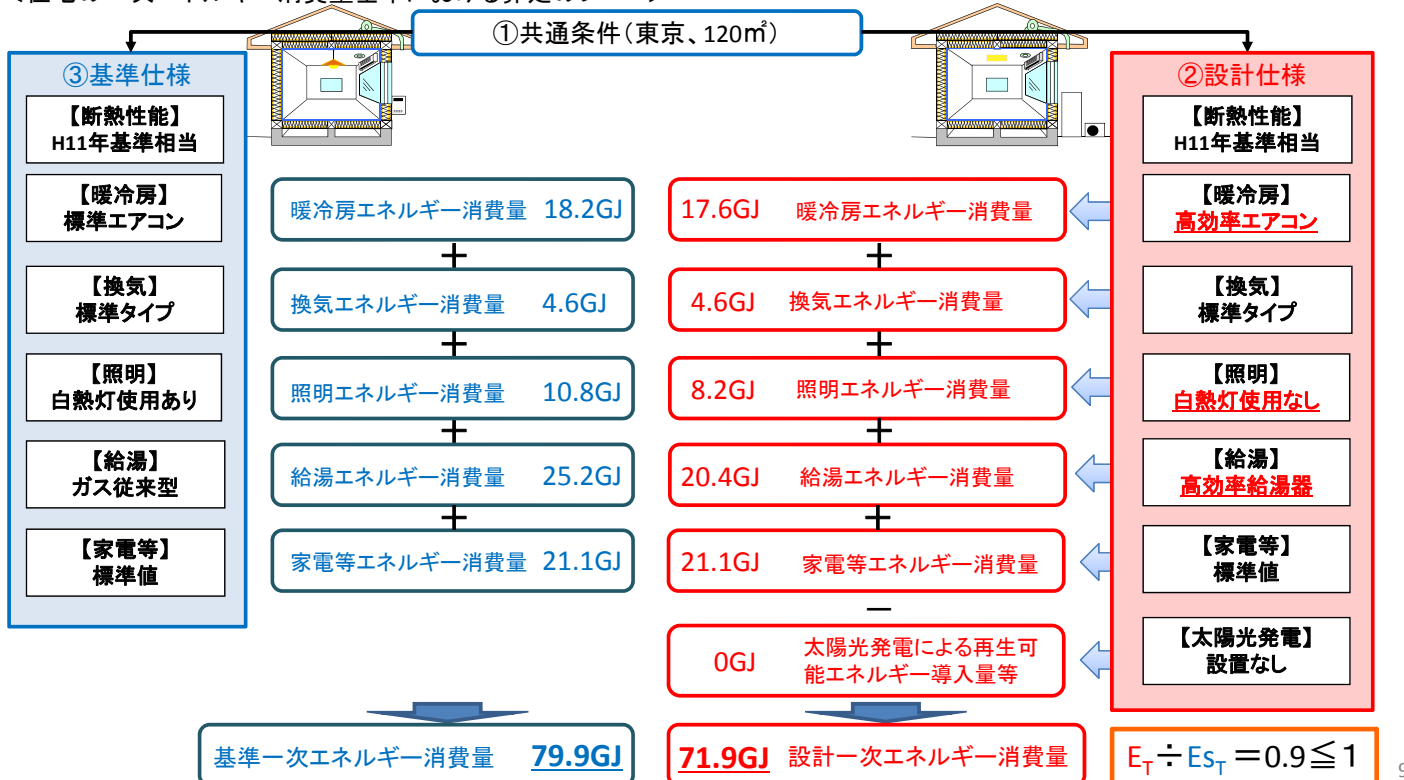 ①共通条件（東京、120㎡）
③基準仕様
【断熱性能】
H11年基準相当
【暖冷房】
標準エアコン
【換気】
標準タイプ
【照明】
白熱灯使用あり
【給湯】
ガス従来型
【家電等】
標準値
暖冷房エネルギー消費量 18.2GJ
＋
換気エネルギー消費量 4.6GJ
＋
照明エネルギー消費量 10.8GJ
＋
給湯エネルギー消費量 25.2GJ
＋
家電等エネルギー消費量 21.1GJ
基準一次エネルギー消費量 79.9GJ
17.6GJ 暖冷房エネルギー消費量
＋
4.6GJ 換気エネルギー消費量
＋
8.2GJ 照明エネルギー消費量
＋
20.4GJ 給湯エネルギー消費量
＋
21.1GJ 家電等エネルギー消費量
－
0GJ 太陽光発電による再生可
能エネルギー導入量等
71.9GJ 設計一次エネルギー消費量
②設計仕様
【断熱性能】
H11年基準相当
【暖冷房】
高効率エアコン
【換気】
標準タイプ
【照明】
白熱灯使用なし
【給湯】
高効率給湯器
【家電等】
標準値
【太陽光発電】
設置なし
E_T÷Es_T＝0.9≦1